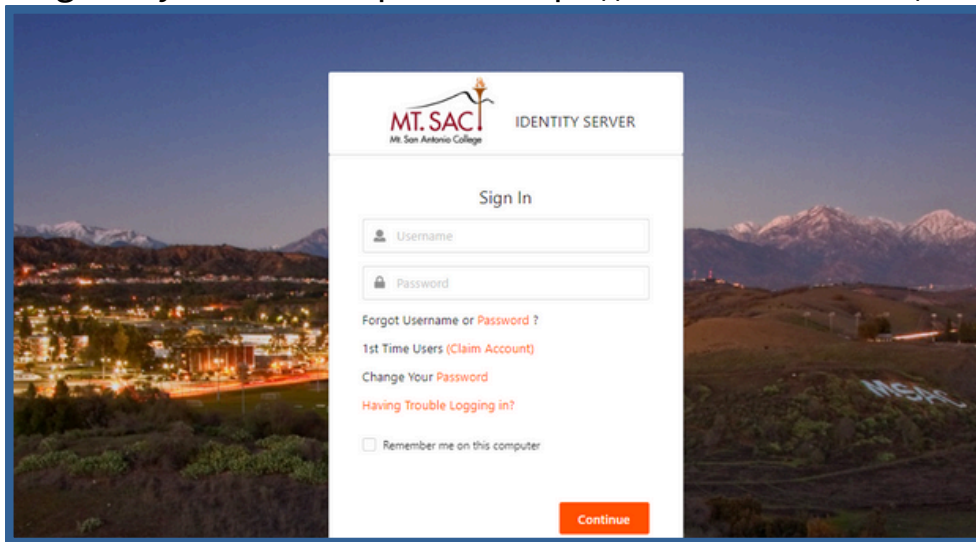 MT. SAC
Mt. San Antonio College
IDENTITY SERVER
Sign In
Username
Password
Forgot Username or Password ?
1st Time Users (Claim Account)
Change Your Password
Having Trouble Logging in?
Remember me on this computer
Continue
MSAC